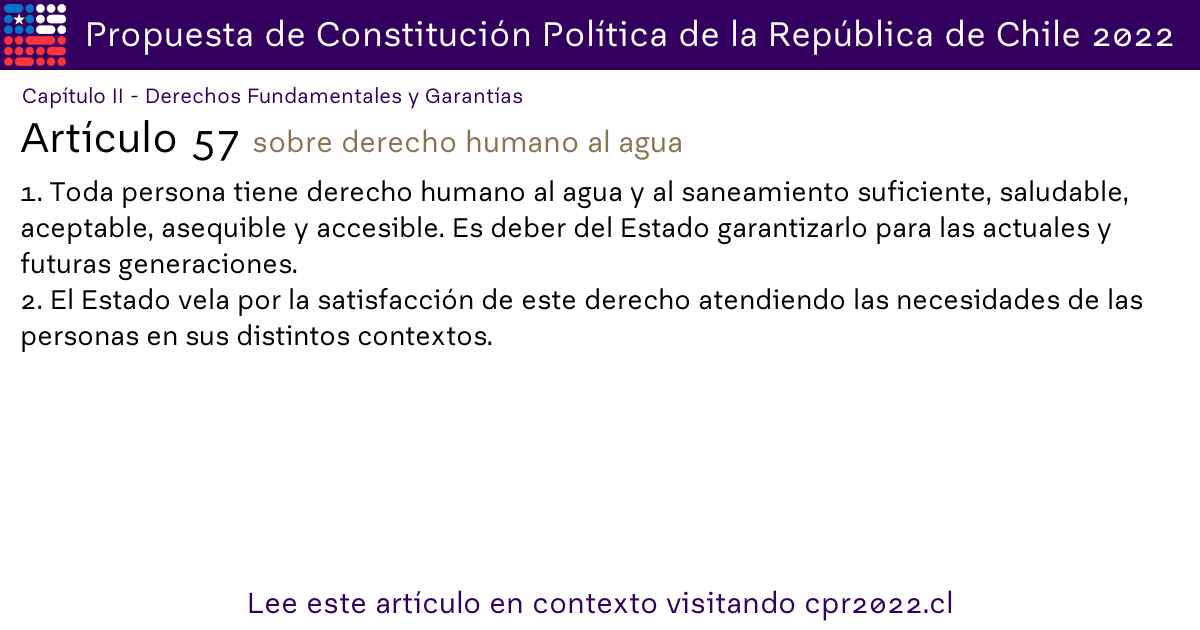 Propuesta de Constitución Política de la República de Chile 2022
Capítulo II - Derechos Fundamentales y Garantías
Artículo 57 sobre derecho humano al agua
1. Toda persona tiene derecho humano al agua y al saneamiento suficiente, saludable,
aceptable, asequible y accesible. Es deber del Estado garantizarlo para las actuales y
futuras generaciones.
2. El Estado vela por la satisfacción de este derecho atendiendo las necesidades de las
personas en sus distintos contextos.
Lee este artículo en contexto visitando cpr2022.cl